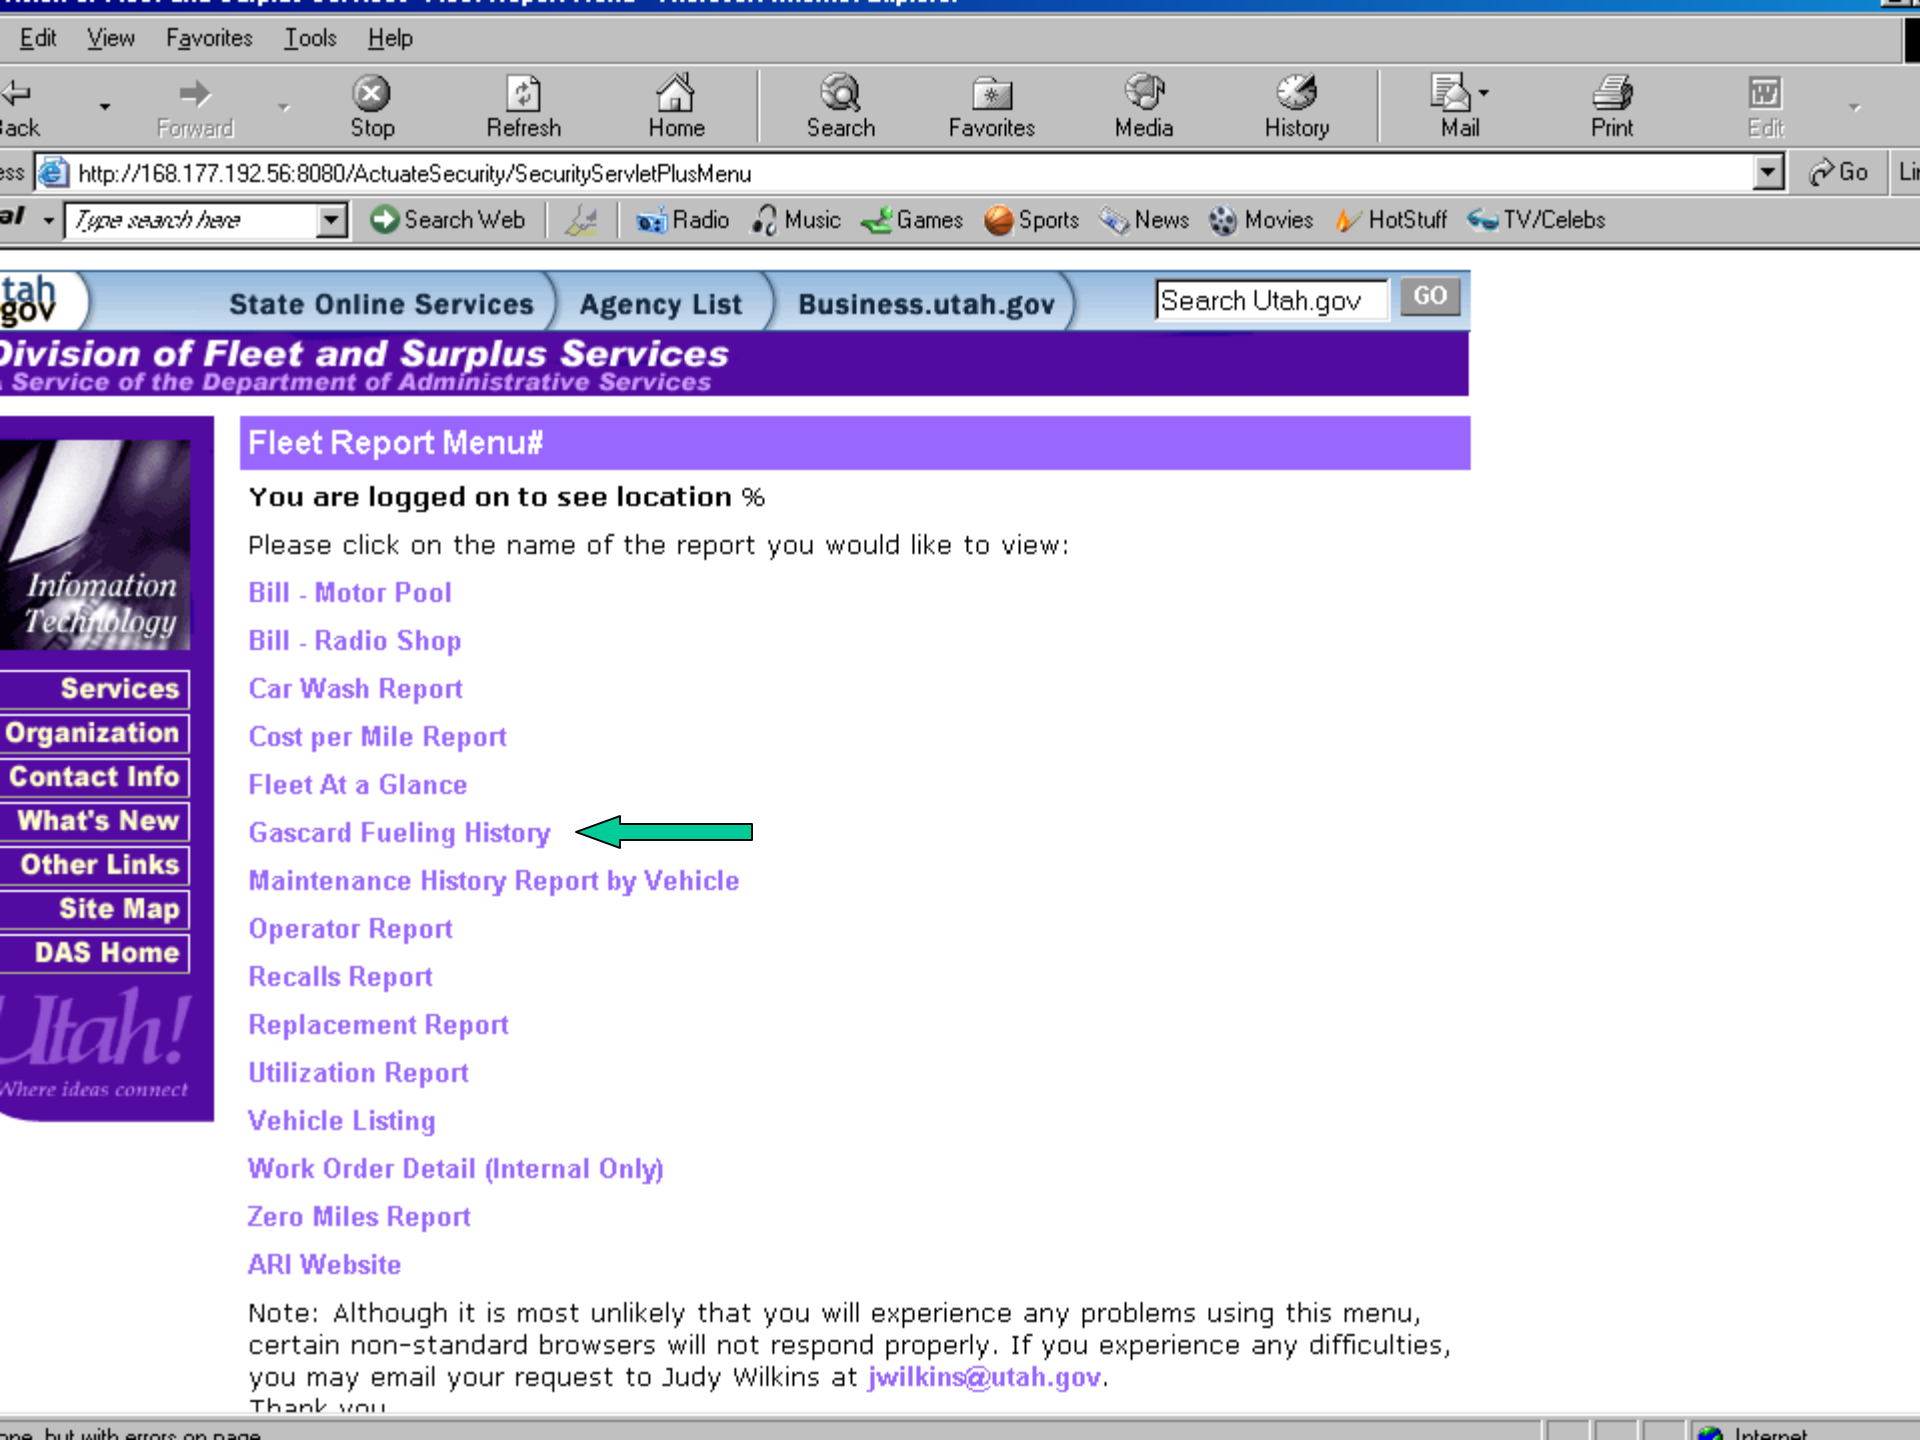 Edit View Favorites Tools Help
Back Forward Stop Refresh Home Search Favorites Media History Mail Print Edit
http://168.177.192.56:8080/ActuateSecurity/SecurityServletPlusMenu Go
Type search here Search Web Radio Music Games Sports News Movies HotStuff TV/Celebs
tah
gov
State Online Services Agency List Business.utah.gov Search Utah.gov GO
Division of Fleet and Surplus Services
A Service of the Department of Administrative Services
Infomation
Technology
Services
Organization
Contact Info
What's New
Other Links
Site Map
DAS Home
Utah!
Where ideas connect
Fleet Report Menu#
You are logged on to see location %
Please click on the name of the report you would like to view:
Bill - Motor Pool
Bill - Radio Shop
Car Wash Report
Cost per Mile Report
Fleet At a Glance
Gascard Fueling History
Maintenance History Report by Vehicle
Operator Report
Recalls Report
Replacement Report
Utilization Report
Vehicle Listing
Work Order Detail (Internal Only)
Zero Miles Report
ARI Website
Note: Although it is most unlikely that you will experience any problems using this menu,
certain non-standard browsers will not respond properly. If you experience any difficulties,
you may email your request to Judy Wilkins at jwilkins@utah.gov.
Thank you
but with errors on page Internet